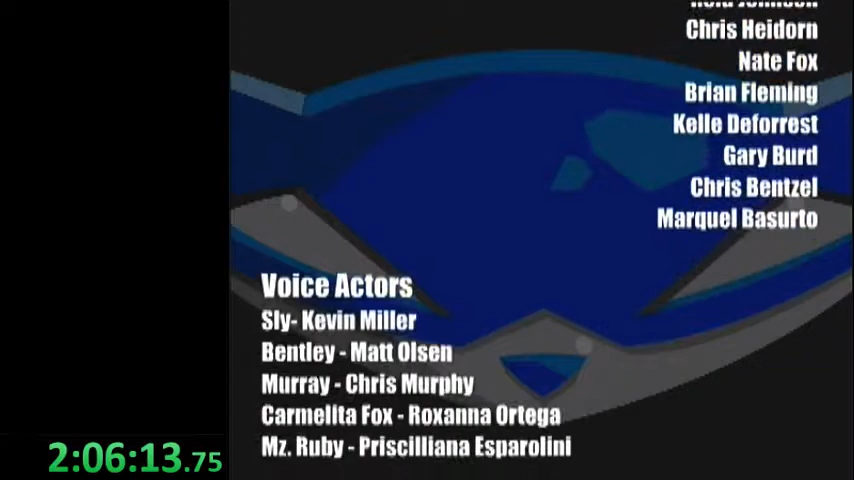 Chris Heidorn
Nate Fox
Brian Fleming
Kelle Deforrest
Gary Burd
Chris Bentzel
Marquel Basurto
Voice Actors
Sly- Kevin Miller
Bentley - Matt Olsen
Murray - Chris Murphy
Carmelita Fox - Roxanna Ortega
Mz. Ruby - Priscilliana Esparolini
2:06:13.75